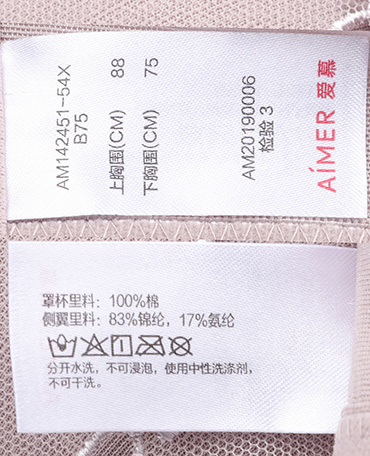 AiMER 爱慕
AM20190006
检验 3
上胸围(CM) 88
下胸围(CM) 75
AM142451-54X
B75
罩杯里料：100%棉
侧翼里料：83%锦纶，17%氨纶
分开水洗，不可浸泡，使用中性洗涤剂，
不可干洗。